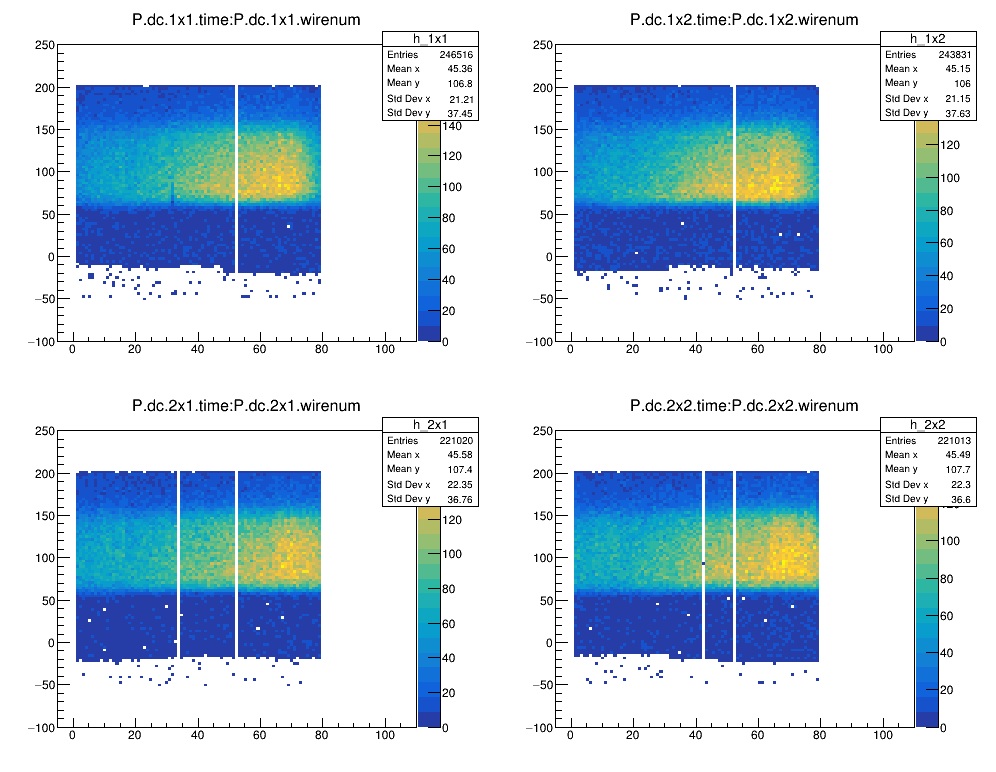 P.dc.1x1.time:P.dc.1x1.wirenum
h_1x1
Entries 246516
Mean x 45.36
Mean y 106.8
Std Dev x 21.21
Std Dev y 37.45
250
200
150
100
50
0
−50
−100
0 20 40 60 80 100
140
120
100
80
60
40
20
0
P.dc.1x2.time:P.dc.1x2.wirenum
h_1x2
Entries 243831
Mean x 45.15
Mean y 106
Std Dev x 21.15
Std Dev y 37.63
250
200
150
100
50
0
−50
−100
0 20 40 60 80 100
120
100
80
60
40
20
0
P.dc.2x1.time:P.dc.2x1.wirenum
h_2x1
Entries 221020
Mean x 45.58
Mean y 107.4
Std Dev x 22.35
Std Dev y 36.76
250
200
150
100
50
0
−50
−100
0 20 40 60 80 100
120
100
80
60
40
20
0
P.dc.2x2.time:P.dc.2x2.wirenum
h_2x2
Entries 221013
Mean x 45.49
Mean y 107.7
Std Dev x 22.3
Std Dev y 36.6
250
200
150
100
50
0
−50
−100
0 20 40 60 80 100
100
80
60
40
20
0